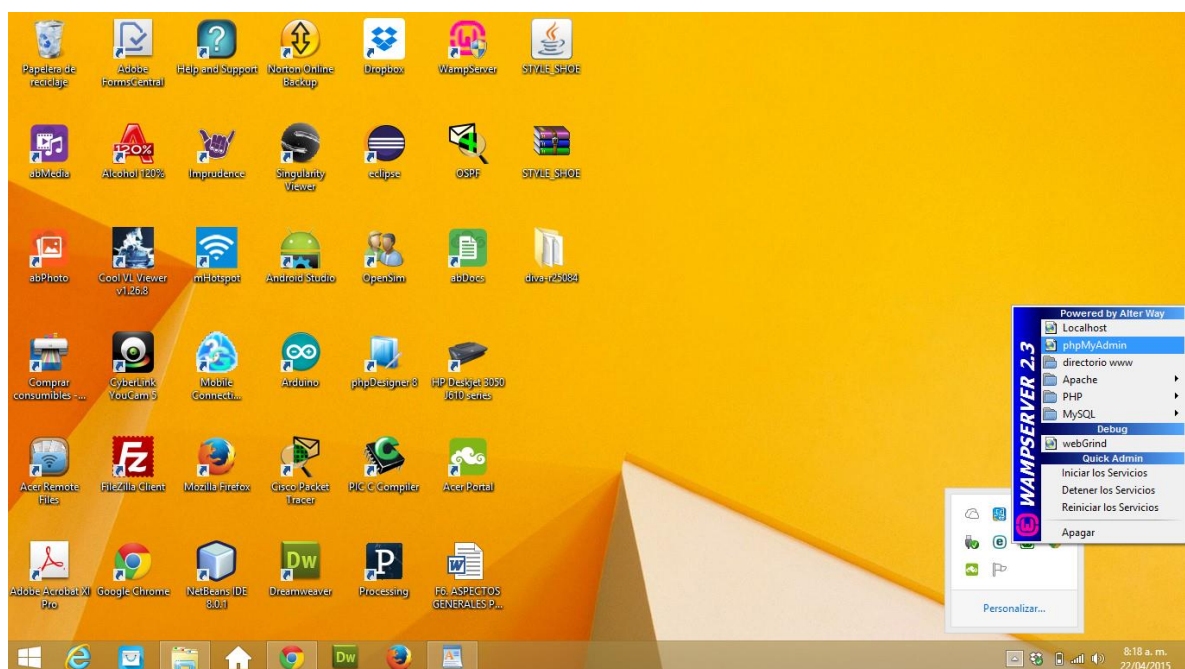 Papelera de
reciclaje
Adobe
FormsCentral
Help and Support
Norton Online
Backup
Dropbox
WampServer
STYLE_SHOE
abMedia
120%
Alcohol 120%
Imprudence
Singularity
Viewer
eclipse
OSPF
STYLE_SHOE
abPhoto
Cool VL Viewer
v1.26.8
mHotspot
Android Studio
OpenSim
abDocs
diva-r25084
Comprar
consumibles -...
CyberLink
YouCam 5
Mobile
Connecti...
Arduino
phpDesigner 8
HP Deskjet 3050
J610 series
Acer Remote
Files
Fz
FileZilla Client
Mozilla Firefox
Cisco Packet
Tracer
PIC C Compiler
Acer Portal
Adobe Acrobat XI
Pro
Google Chrome
NetBeans IDE
8.0.1
Dw
Dreamweaver
P
Processing
F6. ASPECTOS
GENERALES P...
WAMPSERVER 2.3
Powered by Alter Way
Localhost
phpMyAdmin
directorio www
Apache
PHP
MySQL
Debug
webGrind
Quick Admin
Iniciar los Servicios
Detener los Servicios
Reiniciar los Servicios
Apagar
Personalizar...
Dw
8:18 a. m.
22/04/2015